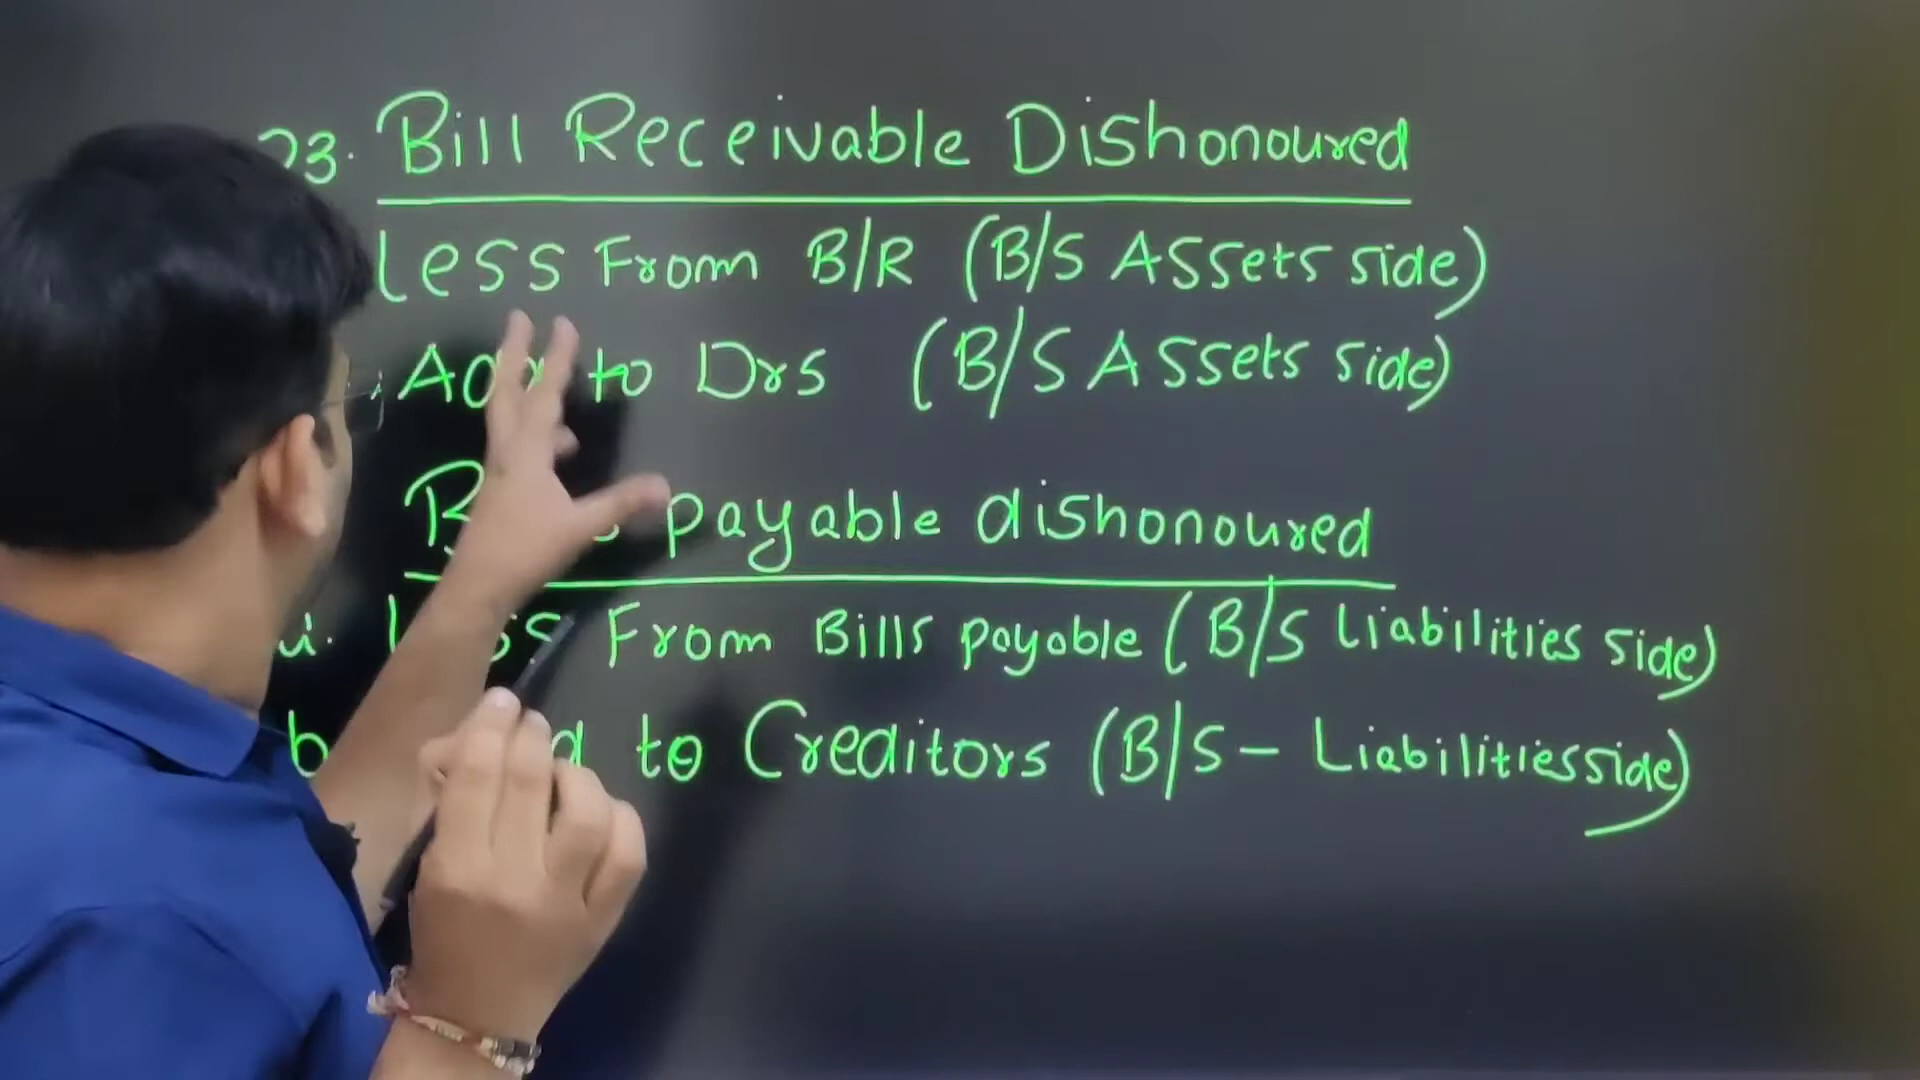 23. Bill Receivable Dishonoured
Less From B/R (B/S Assets side)
to Drs (B/S Assets side)
payable dishonoured
From Bills payable (B/S Liabilities side)
b to Creditors (B/S - Liabilities side)